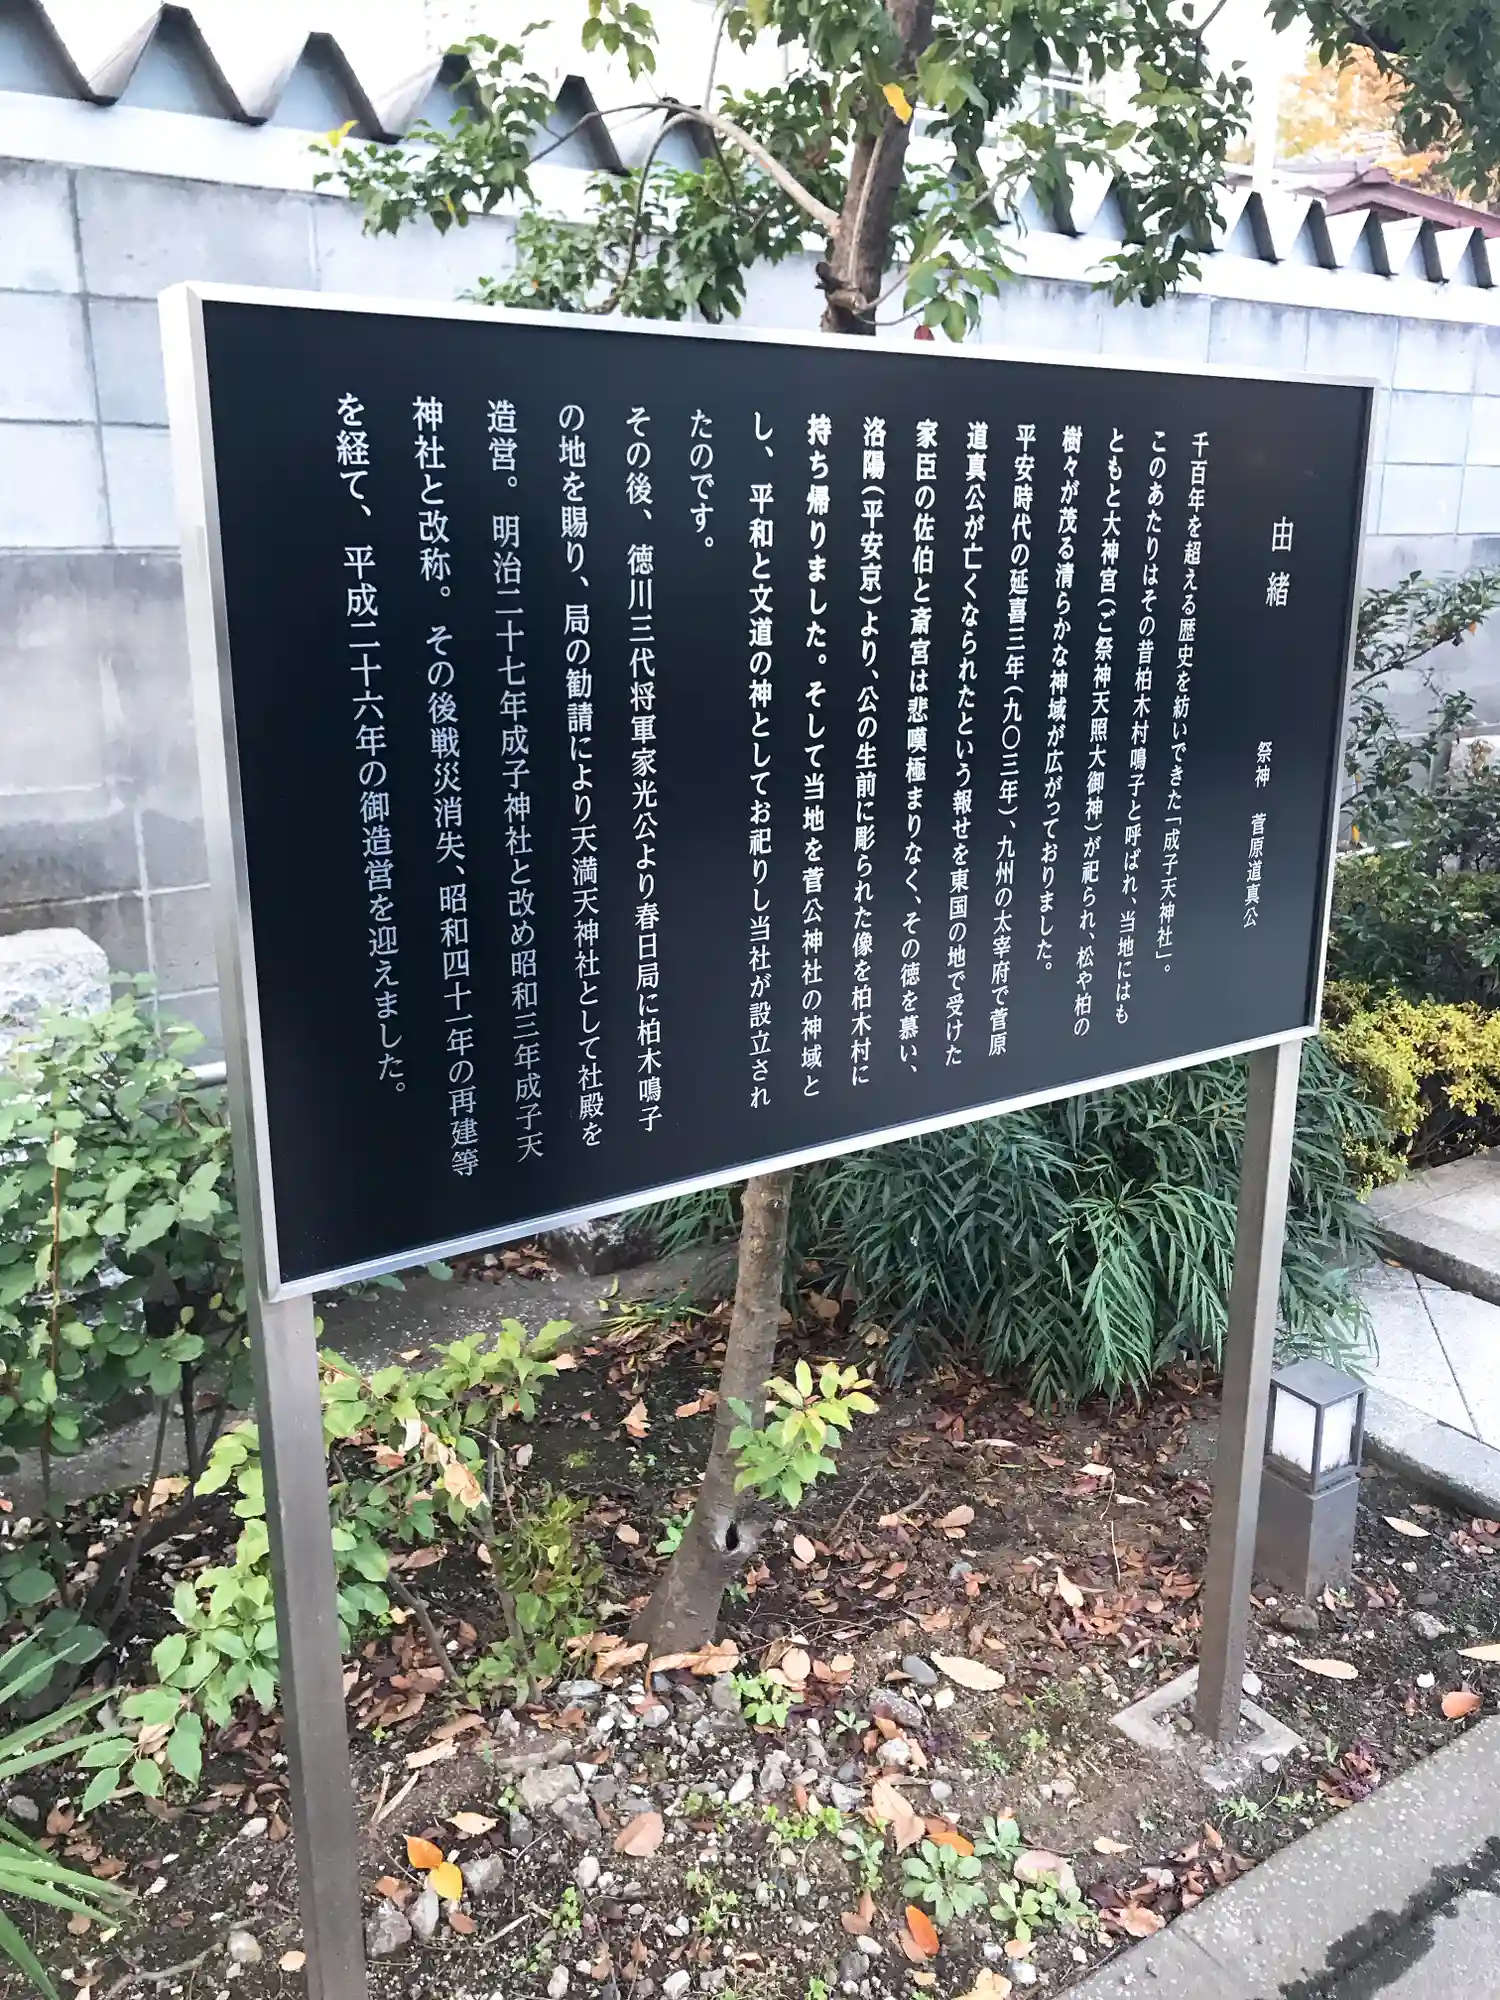 由緒
祭神　菅原道真公
千百年を超える歴史を紡いできた「成子天神社」。
このあたりはその昔柏木村鳴子と呼ばれ、当地にはも
ともと大神宮(ご祭神天照大御神)が祀られ、松や柏の
樹々が茂る清らかな神域が広がっておりました。
平安時代の延喜三年(九〇三年)、九州の太宰府で菅原
道真公が亡くなられたという報せを東国の地で受けた
家臣の佐伯と斎宮は悲嘆極まりなく、その徳を慕い、
洛陽(平安京)より、公の生前に彫られた像を柏木村に
持ち帰りました。そして当地を菅公神社の神域と
し、平和と文道の神としてお祀りし当社が設立され
たのです。
その後、徳川三代将軍家光公より春日局に柏木鳴子
の地を賜り、局の勧請により天満天神社として社殿を
造営。明治二十七年成子神社と改め昭和三年成子天
神社と改称。その後戦災消失、昭和四十一年の再建等
を経て、平成二十六年の御造営を迎えました。